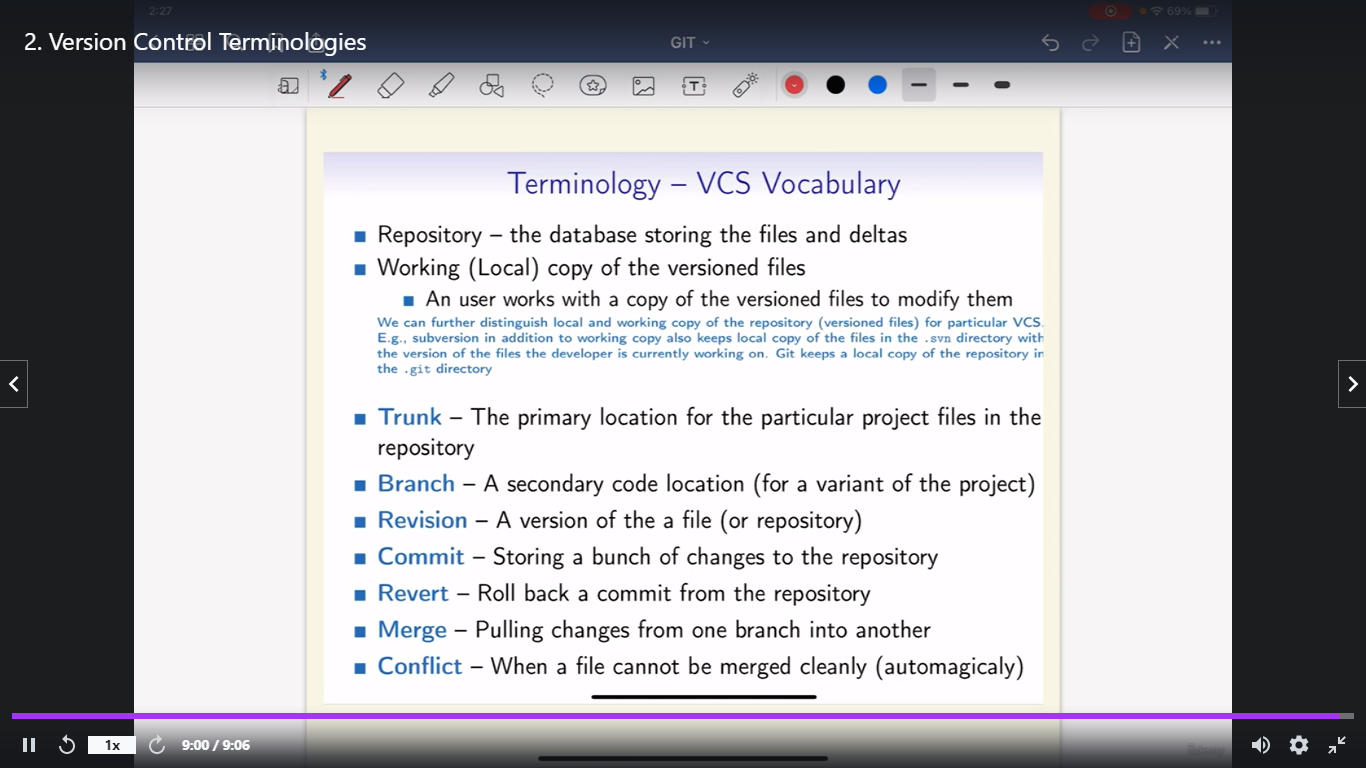 2:27
69%
2. Version Control Terminologies
GIT
T
Terminology – VCS Vocabulary
Repository – the database storing the files and deltas
Working (Local) copy of the versioned files
An user works with a copy of the versioned files to modify them
We can further distinguish local and working copy of the repository (versioned files) for particular VCS.
E.g., subversion in addition to working copy also keeps local copy of the files in the .svn directory with
the version of the files the developer is currently working on. Git keeps a local copy of the repository in
the .git directory
Trunk – The primary location for the particular project files in the
repository
Branch – A secondary code location (for a variant of the project)
Revision – A version of the a file (or repository)
Commit – Storing a bunch of changes to the repository
Revert – Roll back a commit from the repository
Merge – Pulling changes from one branch into another
Conflict – When a file cannot be merged cleanly (automagicaly)
1x
9:00 / 9:06
Udemy